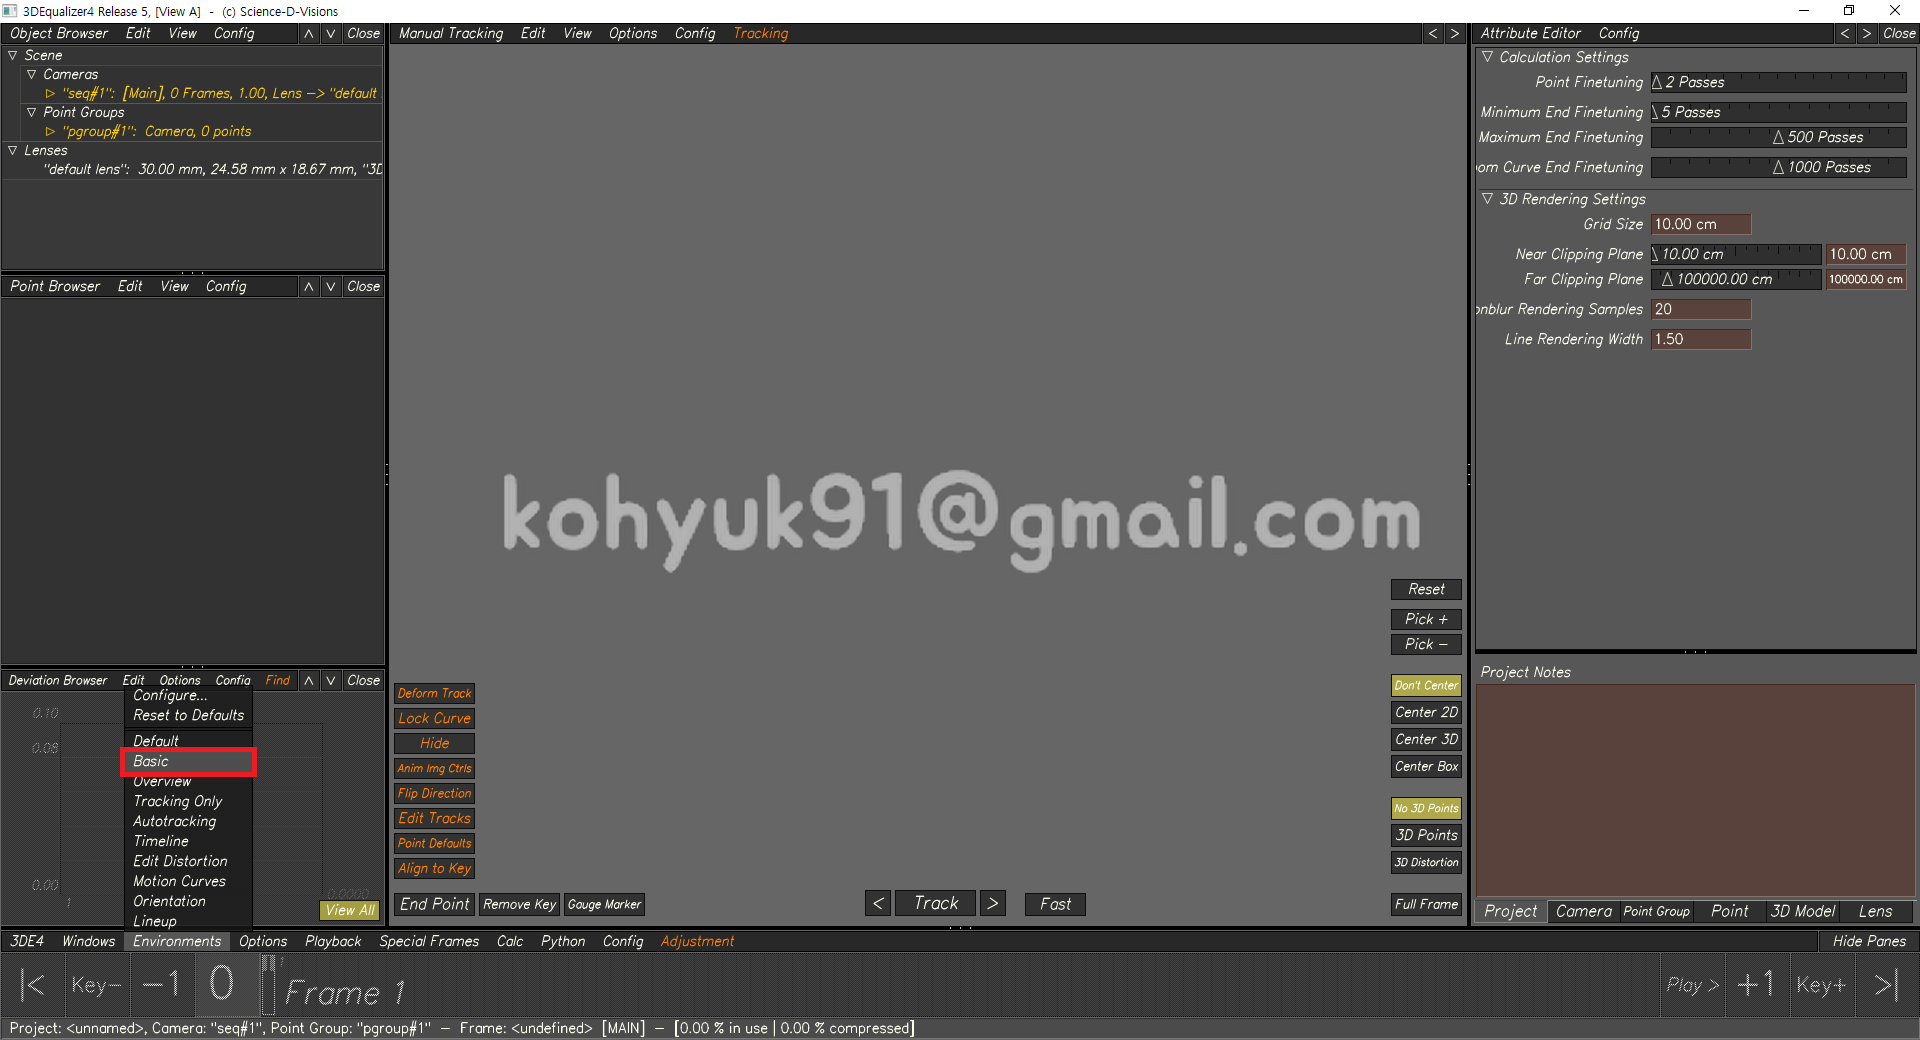 3DEqualizer4 Release 5, [View A]  -  (c) Science-D-Visions
Object Browser Edit View Config Close
Scene
Cameras
"seq#1":  [Main], 0 Frames, 1.00, Lens -> "default
Point Groups
"pgroup#1":  Camera, 0 points
Lenses
"default lens":  30.00 mm, 24.58 mm x 18.67 mm, "3D
Point Browser Edit View Config Close
Deviation Browser Edit Options Config Find Close
0.10
0.08
0.00
1
0.0000
View All
Configure...
Reset to Defaults
Default
Basic
Overview
Tracking Only
Autotracking
Timeline
Edit Distortion
Motion Curves
Orientation
Lineup
Manual Tracking Edit View Options Config Tracking < >
kohyuk91@gmail.com
Deform Track
Lock Curve
Hide
Anim Img Ctrls
Flip Direction
Edit Tracks
Point Defaults
Align to Key
End Point Remove Key Gauge Marker
< Track > Fast
Reset
Pick +
Pick -
Don't Center
Center 2D
Center 3D
Center Box
No 3D Points
3D Points
3D Distortion
Full Frame
Attribute Editor Config < > Close
Calculation Settings
Point Finetuning 2 Passes
Minimum End Finetuning 5 Passes
Maximum End Finetuning 500 Passes
om Curve End Finetuning 1000 Passes
3D Rendering Settings
Grid Size 10.00 cm
Near Clipping Plane 10.00 cm 10.00 cm
Far Clipping Plane 100000.00 cm 100000.00 cm
onblur Rendering Samples 20
Line Rendering Width 1.50
Project Notes
Project Camera Point Group Point 3D Model Lens
3DE4 Windows Environments Options Playback Special Frames Calc Python Config Adjustment Hide Panes
|< Key- -1 0 1 Frame 1 Play > +1 Key+ >|
Project: <unnamed>, Camera: "seq#1", Point Group: "pgroup#1"  -  Frame: <undefined>  [MAIN]  -  [0.00 % in use | 0.00 % compressed]